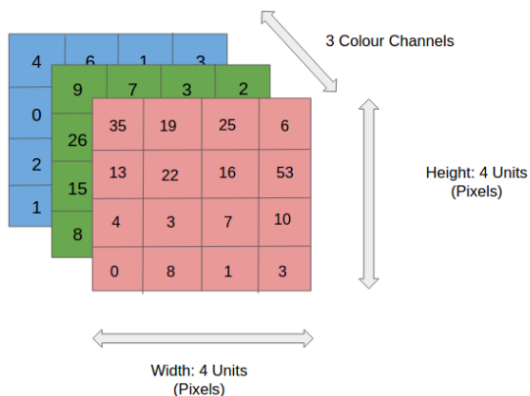 3 Colour Channels
4 6 1 3
0
2
1
9 7 3 2
26
15
8
35 19 25 6
13 22 16 53
4 3 7 10
0 8 1 3
Height: 4 Units
(Pixels)
Width: 4 Units
(Pixels)